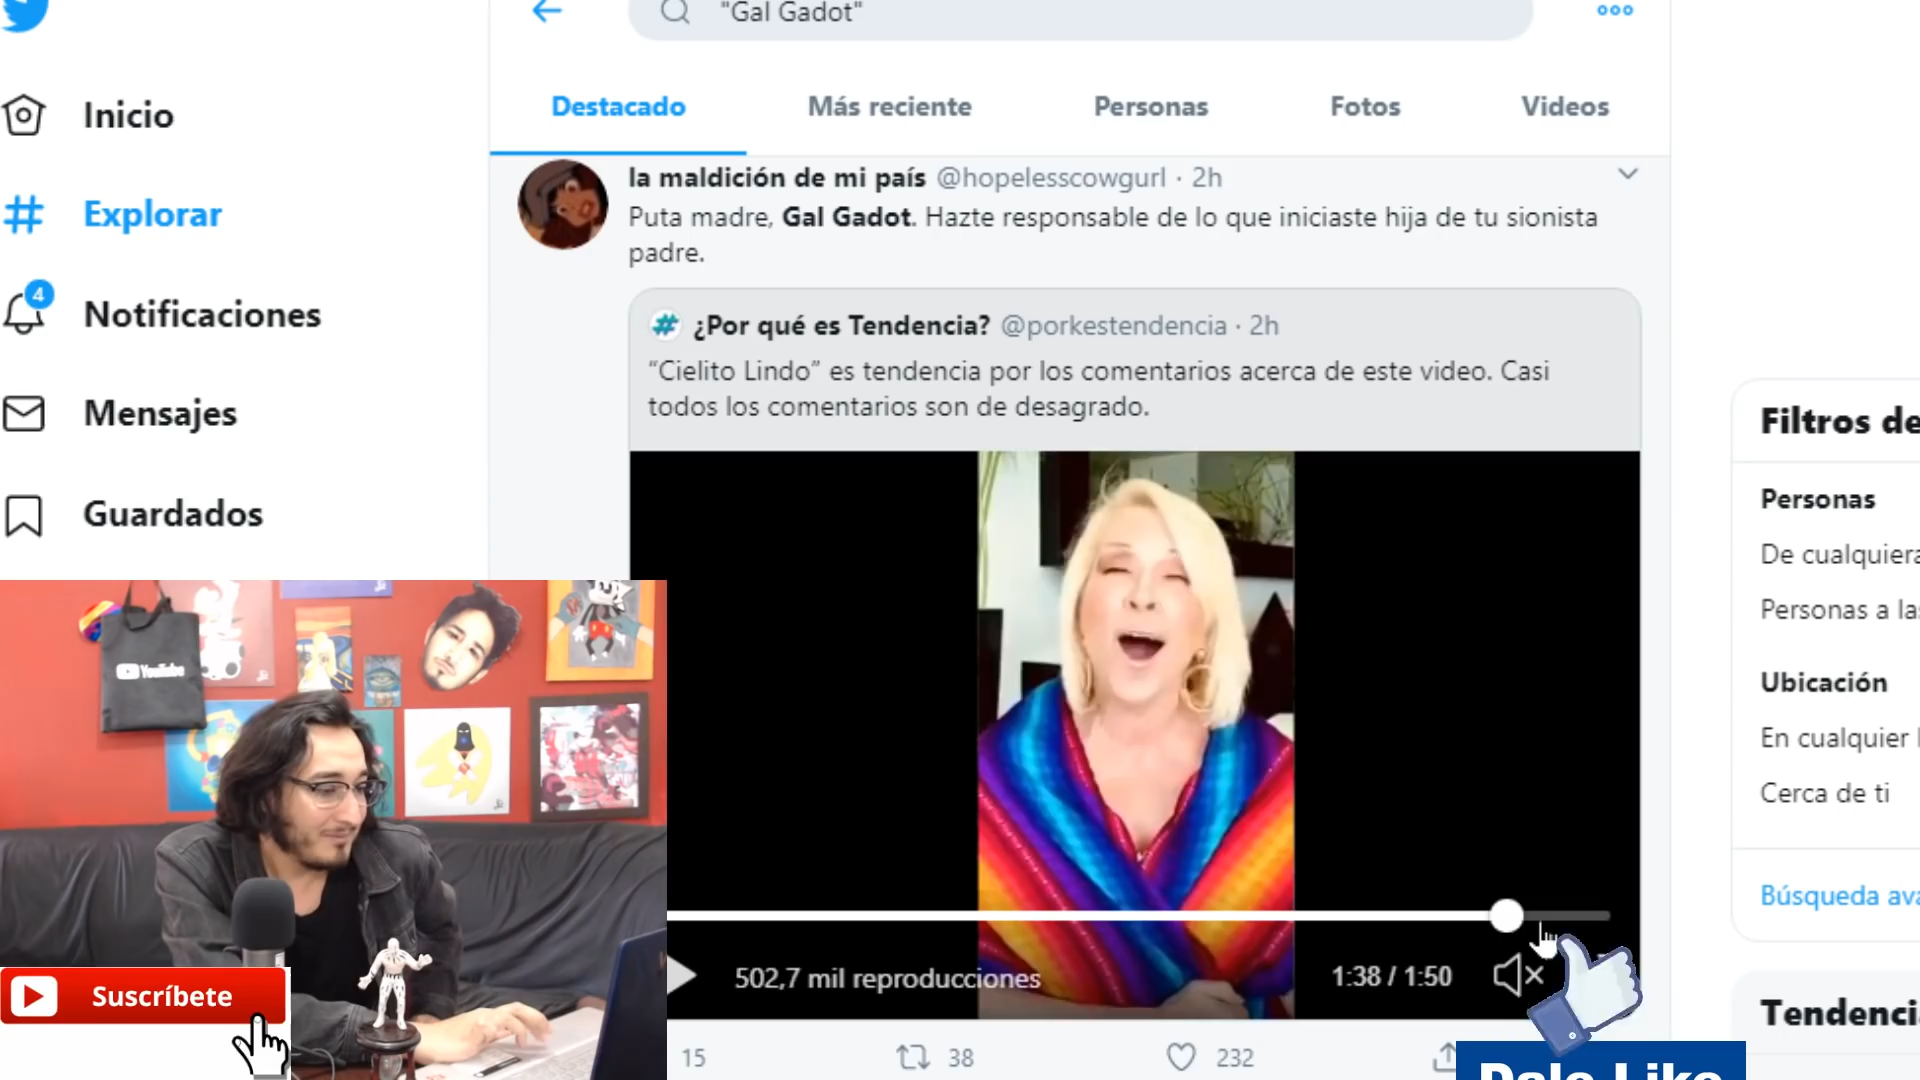 "Gal Gadot"
Inicio
Explorar
4
Notificaciones
Mensajes
Guardados
Destacado
Más reciente
Personas
Fotos
Videos
la maldición de mi país @hopelesscowgurl · 2h
Puta madre, Gal Gadot. Hazte responsable de lo que iniciaste hija de tu sionista
padre.
# ¿Por qué es Tendencia? @porkestendencia · 2h
“Cielito Lindo” es tendencia por los comentarios acerca de este video. Casi
todos los comentarios son de desagrado.
502,7 mil reproducciones
1:38 / 1:50
15
38
232
Filtros de
Personas
De cualquiera
Personas a las
Ubicación
En cualquier l
Cerca de ti
Búsqueda ava
Tendenci
YouTube
Suscríbete
Dale Like